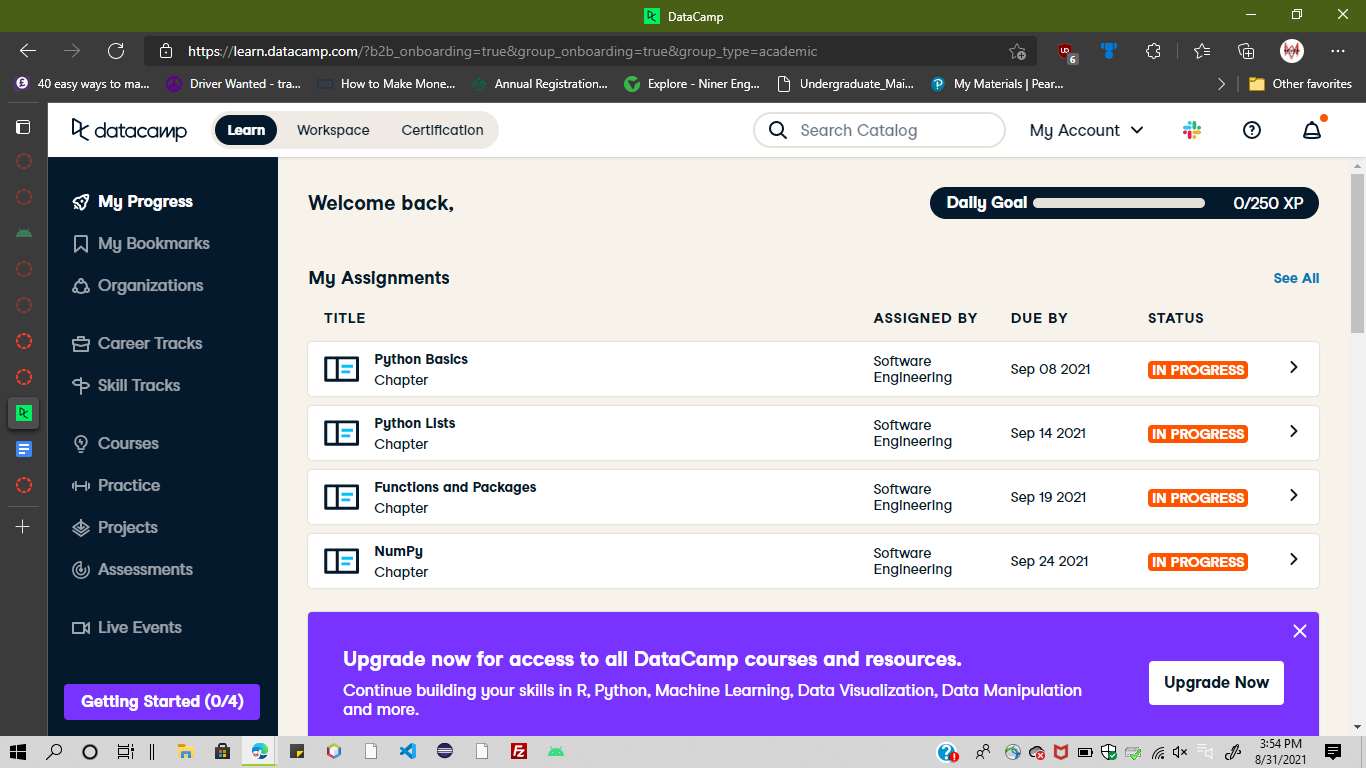 DataCamp
https://learn.datacamp.com/?b2b_onboarding=true&group_onboarding=true&group_type=academic
6
40 easy ways to ma...
Driver Wanted - tra...
How to Make Mone...
Annual Registration...
Explore - Niner Eng...
Undergraduate_Mai...
My Materials | Pear...
Other favorites
datacamp
Learn
Workspace
Certification
Search Catalog
My Account
My Progress
My Bookmarks
Organizations
Career Tracks
Skill Tracks
Courses
Practice
Projects
Assessments
Live Events
Getting Started (0/4)
Welcome back,
Daily Goal
0/250 XP
My Assignments
See All
TITLE
ASSIGNED BY
DUE BY
STATUS
Python Basics
Chapter
Software
Engineering
Sep 08 2021
IN PROGRESS
Python Lists
Chapter
Software
Engineering
Sep 14 2021
IN PROGRESS
Functions and Packages
Chapter
Software
Engineering
Sep 19 2021
IN PROGRESS
NumPy
Chapter
Software
Engineering
Sep 24 2021
IN PROGRESS
Upgrade now for access to all DataCamp courses and resources.
Continue building your skills in R, Python, Machine Learning, Data Visualization, Data Manipulation
and more.
Upgrade Now
3:54 PM
8/31/2021